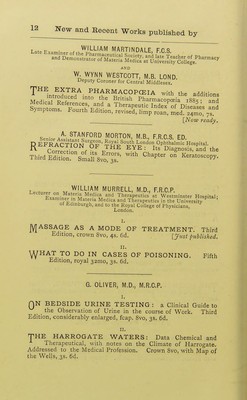 12 New and Recent Works published by
WILLIAM MARTINDALE, F.C.S.
Late Examiner of the Pharmaceutical Society, and late Teacher of Pharmacy
and Demonstrator of Materia Medica at University College.
AND
W. WYNN WESTCOTT, M.B. LOND.
Deputy Coroner for Central Middlesex.
THE EXTRA PHARMACOPŒIA with the additions
introduced into the British Pharmacopœia 1885; and
Medical References, and a Therapeutic Index of Diseases and
Symptoms. Fourth Edition, revised, limp roan, med. 24mo, 7s.
[Now ready.
A. STANFORD MORTON, M.B., F.R.C.S. ED.
Senior Assistant Surgeon, Royal South London Ophthalmic Hospital.
REFRACTION OF THE EYE: Its Diagnosis, and the
Correction of its Errors, with Chapter on Keratoscopy.
Third Edition. Small 8vo, 3s.
WILLIAM MURRELL, M.D., F.R.C.P.
Lecturer on Materia Medica and Therapeutics at Westminster Hospital;
Examiner in Materia Medica and Therapeutics in the University
of Edinburgh, and to the Royal College of Physicians,
London.
I.
MASSAGE AS A MODE OF TREATMENT. Third
Edition, crown 8vo, 4s. 6d. [Just published.
II.
WHAT TO DO IN CASES OF POISONING. Fifth
Edition, royal 32mo, 3s. 6d.
G. OLIVER, M.D., M.R.C.P.
I.
ON BEDSIDE URINE TESTING: a Clinical Guide to
the Observation of Urine in the course of Work. Third
Edition, considerably enlarged, fcap. 8vo, 3s. 6d.
II.
THE HARROGATE WATERS: Data Chemical and
Therapeutical, with notes on the Climate of Harrogate.
Addressed to the Medical Profession. Crown 8vo, with Map of
the Wells, 3s. 6d.